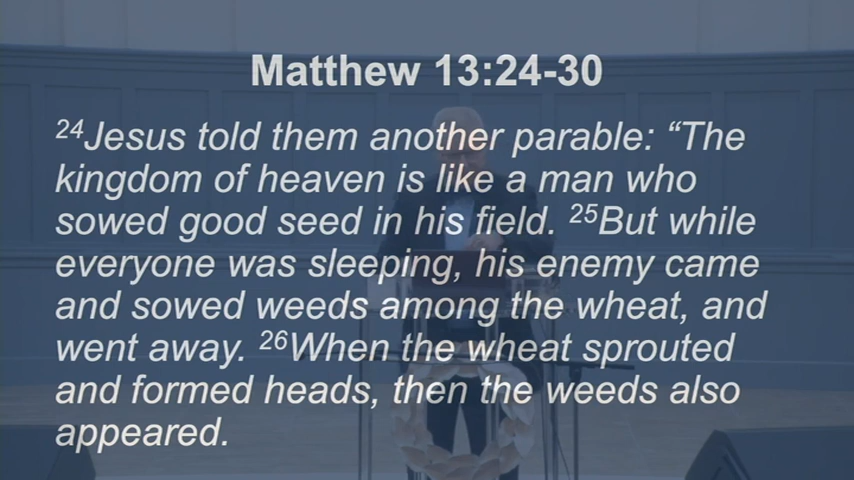 Matthew 13:24-30
24Jesus told them another parable: “The
kingdom of heaven is like a man who
sowed good seed in his field. 25But while
everyone was sleeping, his enemy came
and sowed weeds among the wheat, and
went away. 26When the wheat sprouted
and formed heads, then the weeds also
appeared.